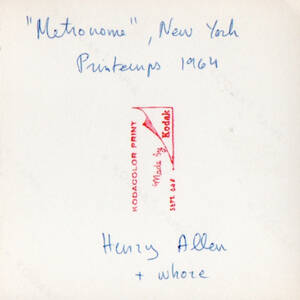 "Metronome", New York
Printemps 1964
KODACOLOR PRINT
Made by
Kodak
Henry Allen
+ whore